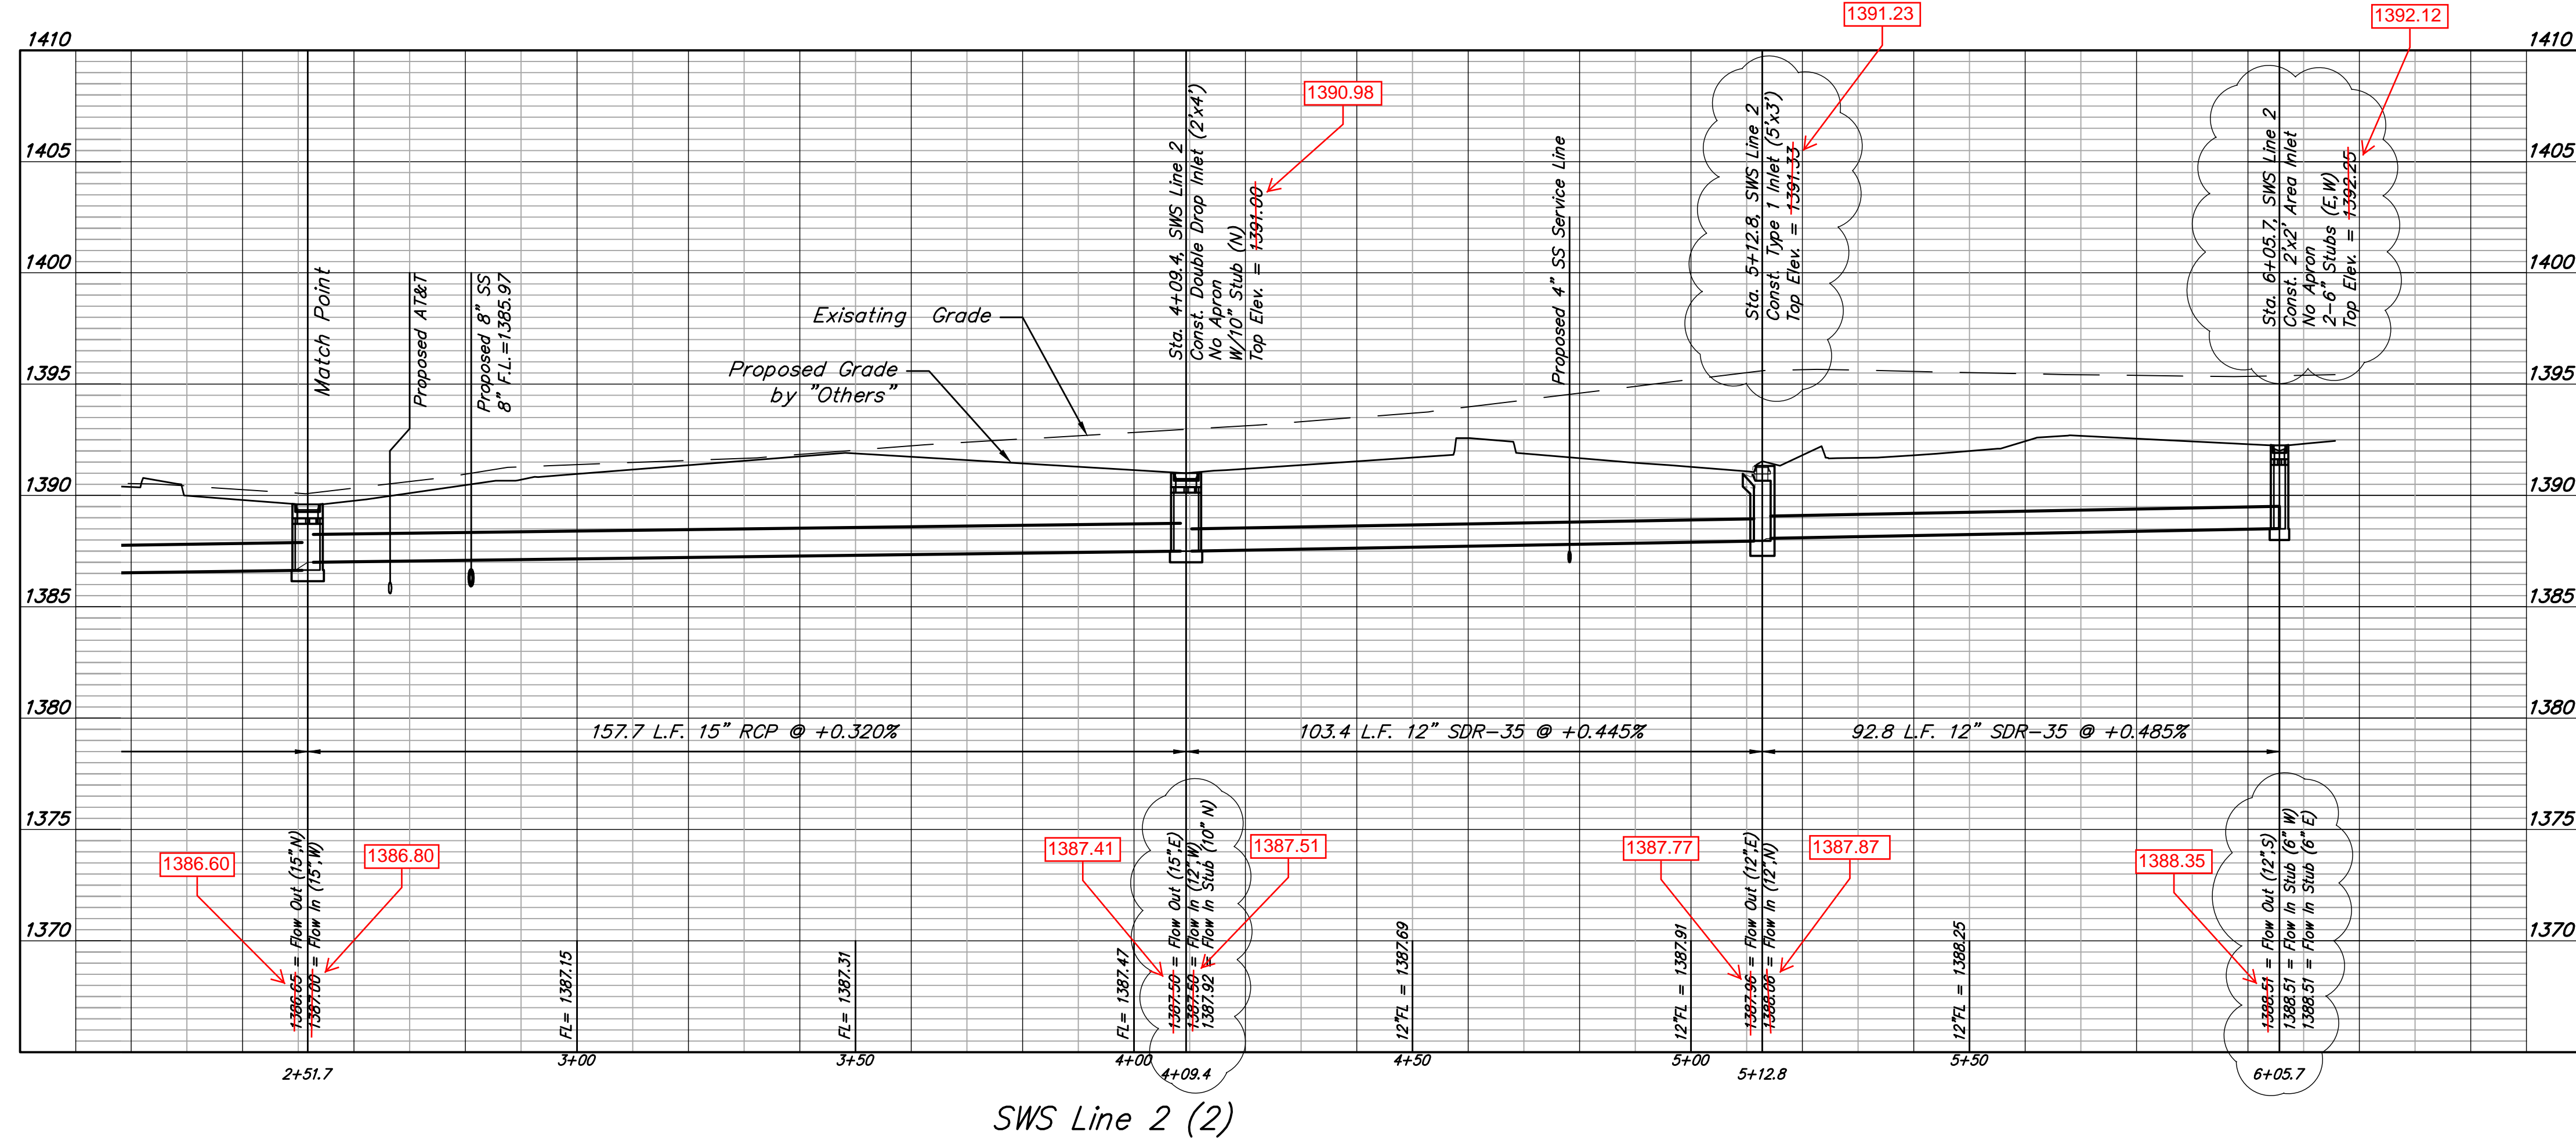 1391.23
1392.12
1410
1410
1390.98
1405
1405
1400
1400
1395
1395
1390
1390
1385
1385
1380
1380
1375
1375
1370
1370
Match Point
Proposed AT&T
Proposed 8" SS
8" F.L.=1385.97
Exisating Grade
Proposed Grade
by "Others"
Sta. 4+09.4, SWS Line 2
Const. Double Drop Inlet (2'x4')
No Apron
W/10" Stub (N)
Top Elev. = 1391.00
Proposed 4" SS Service Line
Sta. 5+12.8, SWS Line 2
Const. Type 1 Inlet (5'x3')
Top Elev. = 1391.33
Sta. 6+05.7, SWS Line 2
Const. 2'x2' Area Inlet
No Apron
2-6" Stubs (E,W)
Top Elev. = 1392.25
157.7 L.F. 15" RCP @ +0.320%
103.4 L.F. 12" SDR-35 @ +0.445%
92.8 L.F. 12" SDR-35 @ +0.485%
1386.60
1386.80
1387.41
1387.51
1387.77
1387.87
1388.35
1386.65 = Flow Out (15",N)
1387.00 = Flow In (15",W)
FL= 1387.15
FL= 1387.31
FL= 1387.47
1387.50 = Flow Out (15",E)
1387.50 = Flow In (12",W)
1387.92 = Flow In Stub (10" N)
12"FL = 1387.69
12"FL = 1387.91
1387.96 = Flow Out (12",E)
1388.06 = Flow In (12",N)
12"FL = 1388.25
1388.51 = Flow Out (12",S)
1388.51 = Flow In Stub (6" W)
1388.51 = Flow In Stub (6" E)
3+00
3+50
4+00
4+50
5+00
5+50
2+51.7
4+09.4
5+12.8
6+05.7
SWS Line 2 (2)